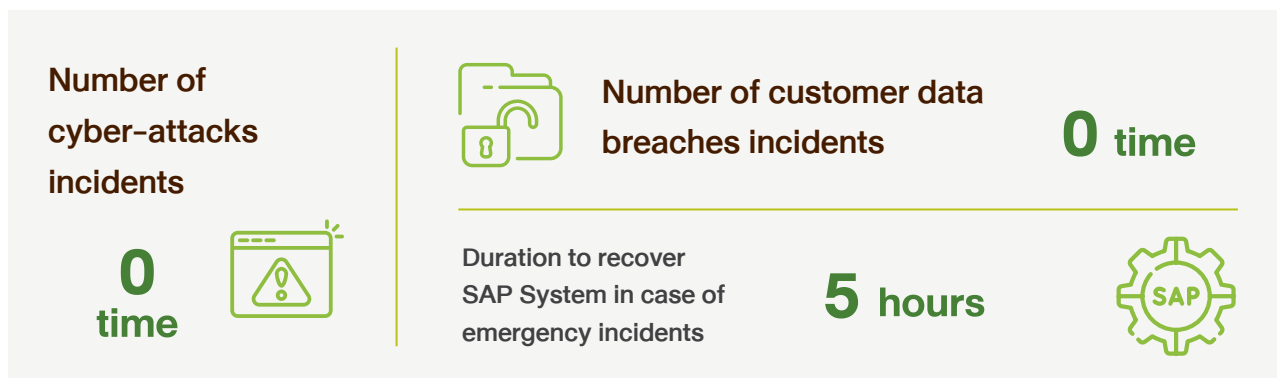 Number of
cyber-attacks
incidents
0
time
Number of customer data
breaches incidents
0 time
Duration to recover
SAP System in case of
emergency incidents
5 hours
SAP